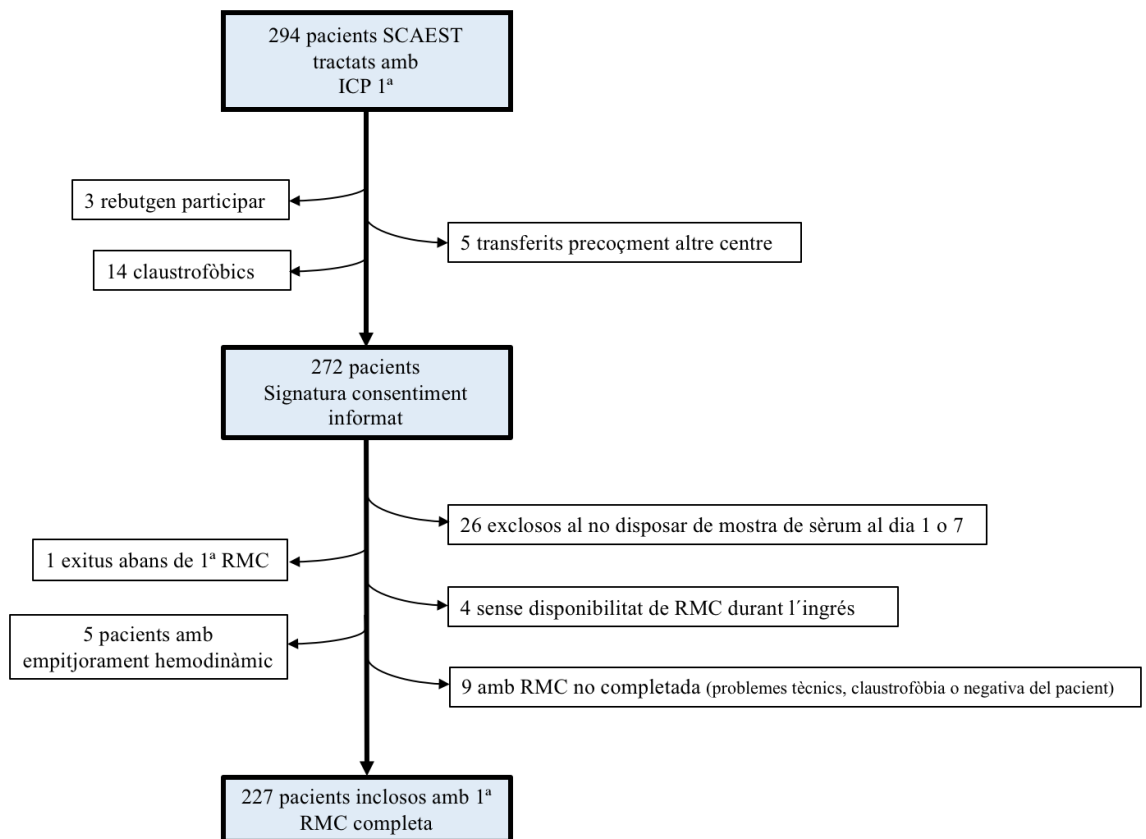 294 pacients SCAEST
tractats amb
ICP 1ª
3 rebutgen participar
5 transferits precoçment altre centre
14 claustrofòbics
272 pacients
Signatura consentiment
informat
26 exclosos al no disposar de mostra de sèrum al dia 1 o 7
1 exitus abans de 1ª RMC
4 sense disponibilitat de RMC durant l´ingrés
5 pacients amb
empitjorament hemodinàmic
9 amb RMC no completada (problemes tècnics, claustrofòbia o negativa del pacient)
227 pacients inclosos amb 1ª
RMC completa